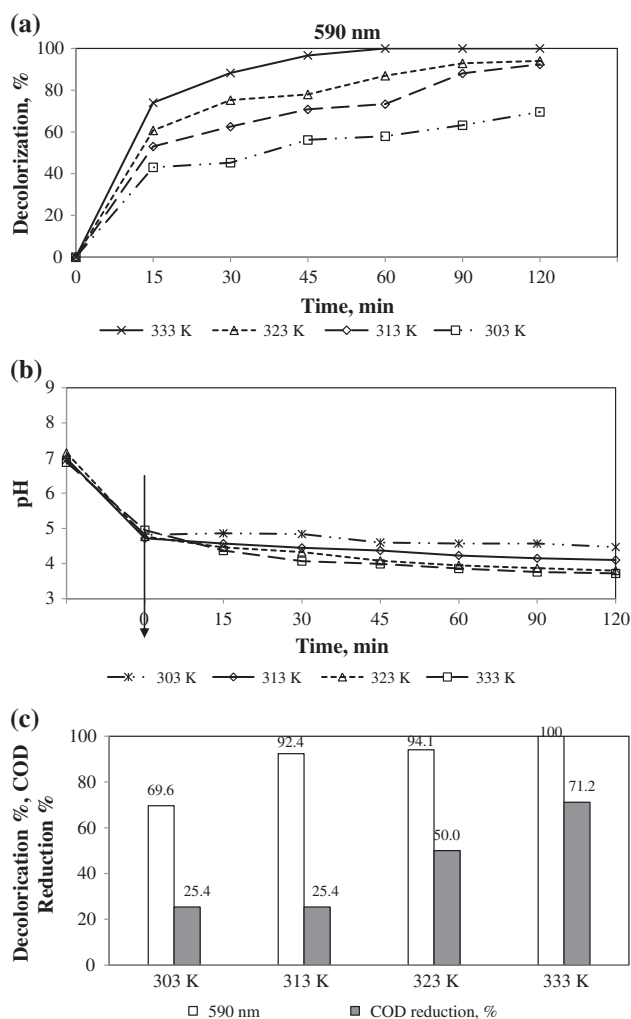 (a)
590 nm
100
80
60
40
20
0
Decolorization, %
0 15 30 45 60 90 120
Time, min
333 K 323 K 313 K 303 K
(b)
9
8
7
6
5
4
3
pH
0 15 30 45 60 90 120
Time, min
303 K 313 K 323 K 333 K
(c)
100
80
60
40
20
0
Decolorication %, COD
Reduction %
69.6 25.4 92.4 25.4 94.1 50.0 100 71.2
303 K 313 K 323 K 333 K
590 nm COD reduction, %